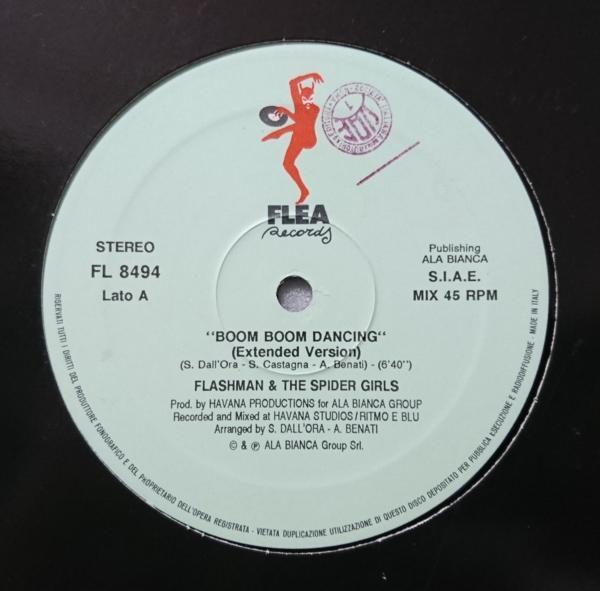 FLEA
Records
STEREO
FL 8494
Lato A
Publishing
ALA BIANCA
S.I.A.E.
MIX 45 RPM
"BOOM BOOM DANCING"
(Extended Version)
(S. Dall'Ora - S. Castagna - A. Benati) - (6'40")
FLASHMAN & THE SPIDER GIRLS
Prod. by HAVANA PRODUCTIONS for ALA BIANCA GROUP
Recorded and Mixed at HAVANA STUDIOS/RITMO E BLU
Arranged by S. DALL'ORA - A. BENATI
© & ℗ ALA BIANCA Group Srl.
RISERVATI TUTTI I DIRITTI DEL PRODUTTORE FONOGRAFICO E DEL PROPRIETARIO DELL'OPERA REGISTRATA - VIETATA DUPLICAZIONE UTILIZZAZIONE DI QUESTO DISCO DEPOSITATO PER PUBBLICA ESECUZIONE E RADIODIFFUSIONE - MADE IN ITALY